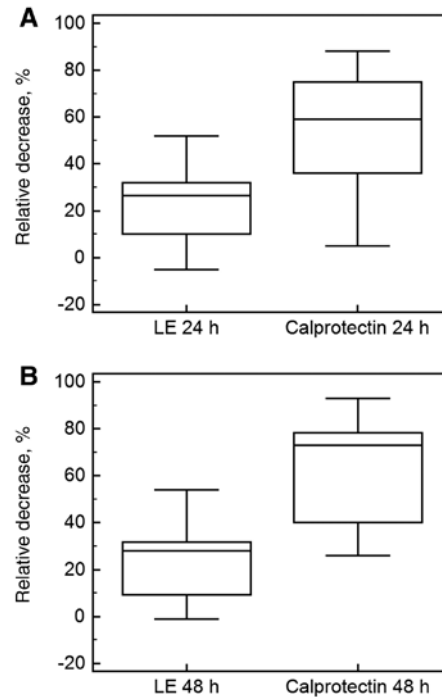 A
Relative decrease, %
100
80
60
40
20
0
-20
LE 24 h Calprotectin 24 h
B
Relative decrease, %
100
80
60
40
20
0
-20
LE 48 h Calprotectin 48 h